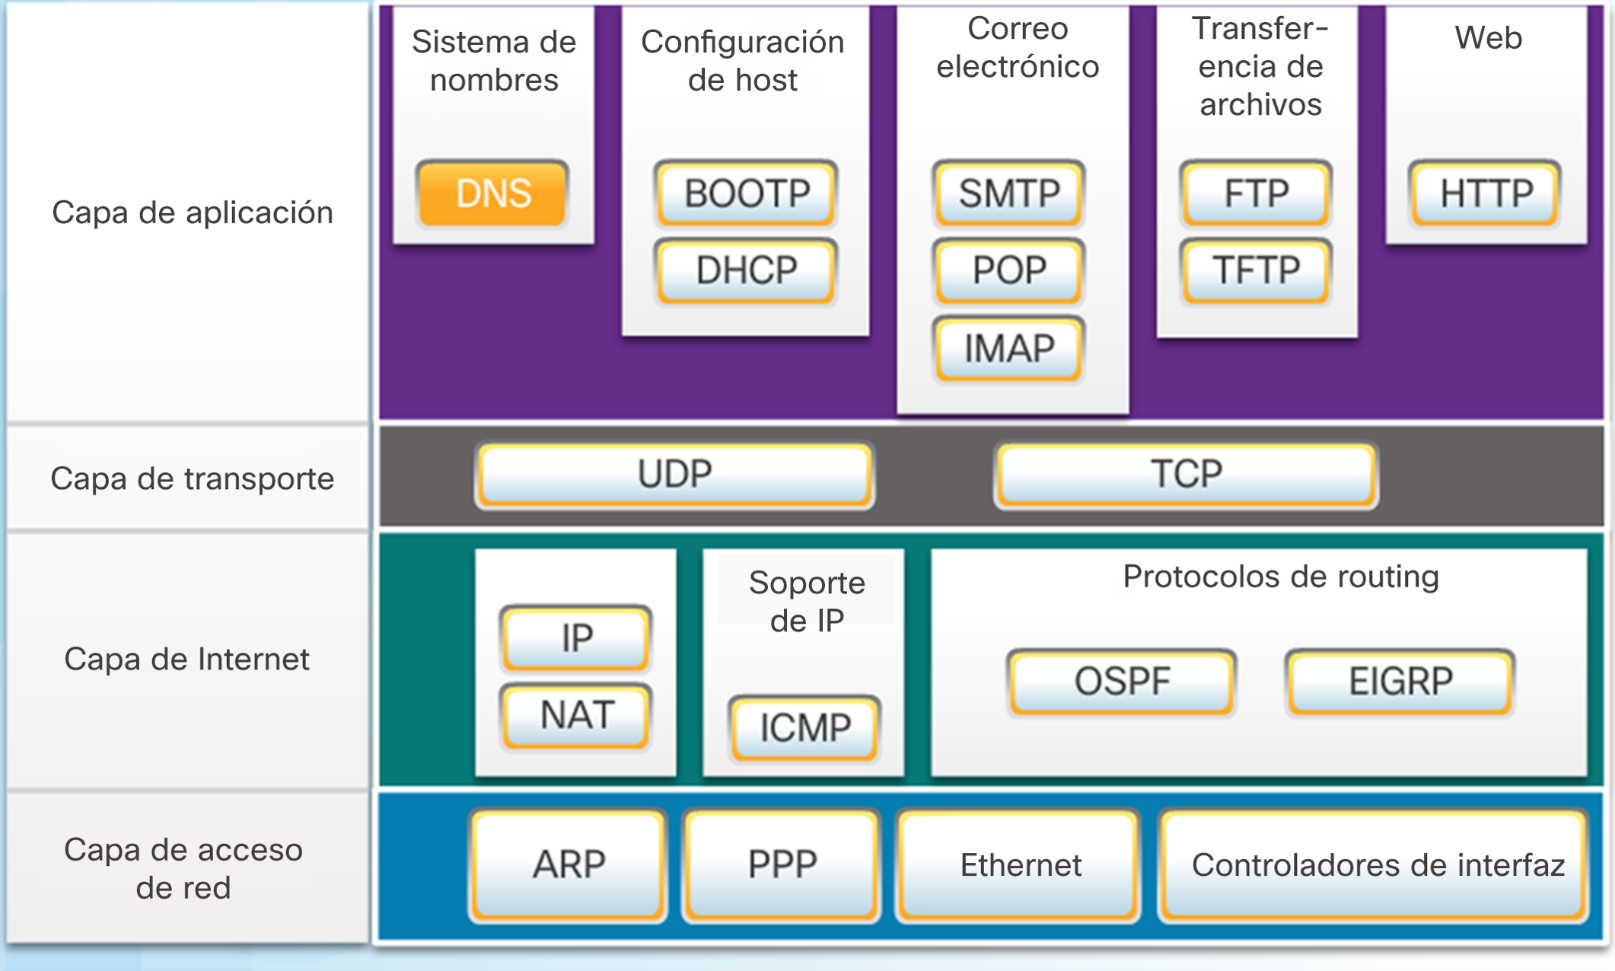 Capa de aplicación
Sistema de
nombres
DNS
Configuración
de host
BOOTP
DHCP
Correo
electrónico
SMTP
POP
IMAP
Transfer-
encia de
archivos
FTP
TFTP
Web
HTTP
Capa de transporte
UDP
TCP
Capa de Internet
IP
NAT
Soporte
de IP
ICMP
Protocolos de routing
OSPF
EIGRP
Capa de acceso
de red
ARP
PPP
Ethernet
Controladores de interfaz